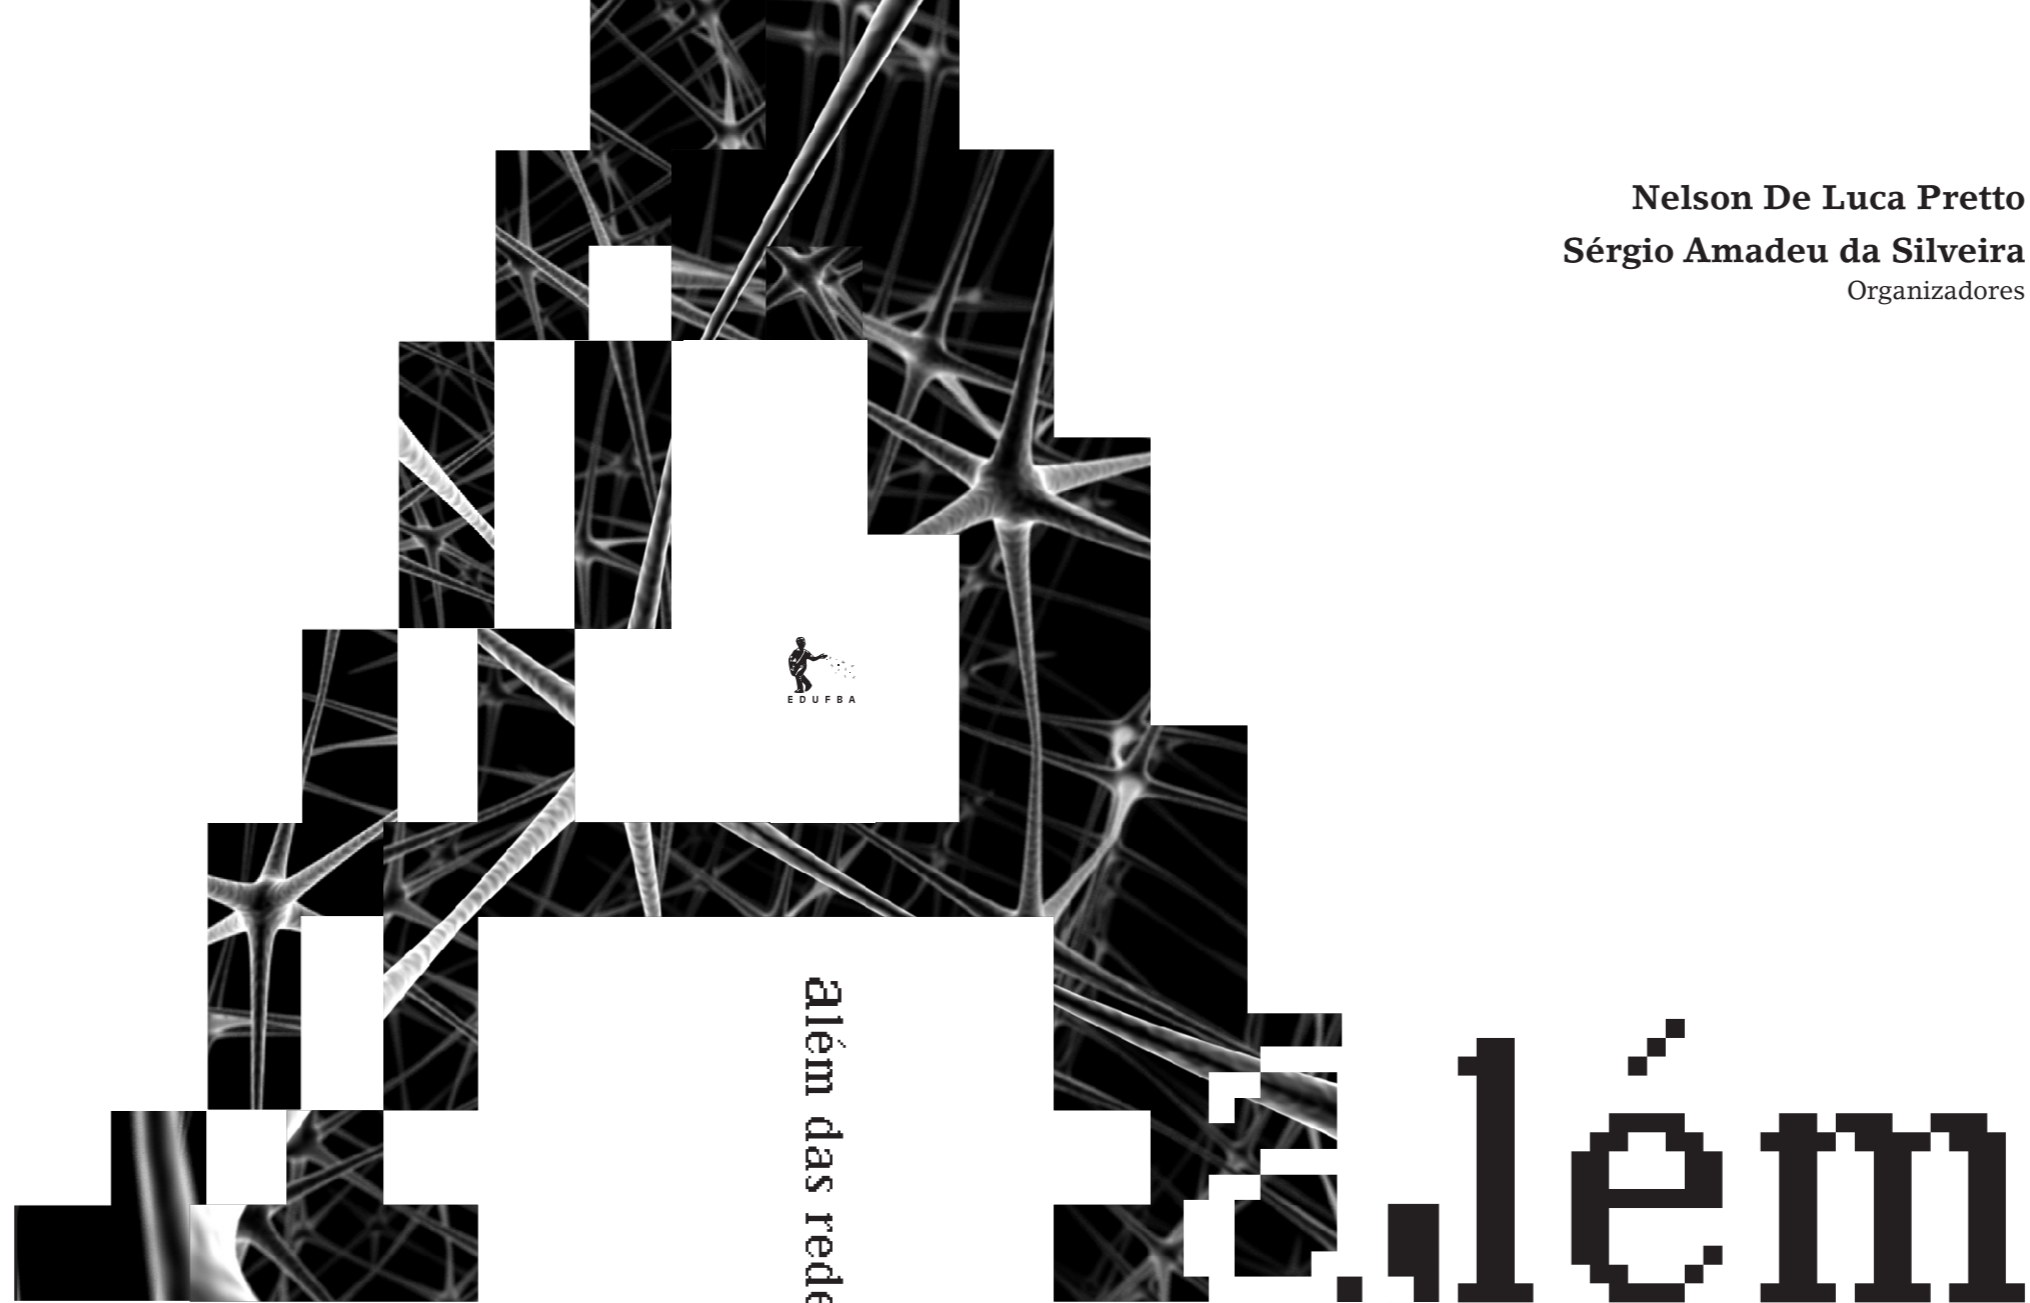 Nelson De Luca Pretto
Sérgio Amadeu da Silveira
Organizadores
EDUFBA
além das rede
além